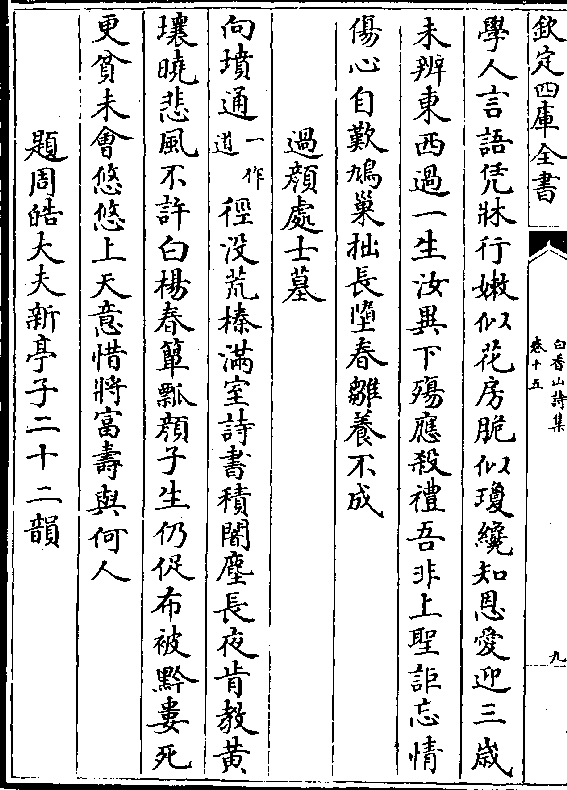 欽定四庫全書
白香山詩集
卷十五
九
學人言語凭牀行嫩似花房脆似瓊纔知恩愛迎三歲
未辨東西過一生汝異下殤應殺禮吾非上聖詎忘情
傷心自歎鳩巢拙長墮春雛養不成
過顔處士墓
向墳通一作道徑没荒榛滿室詩書積闇塵長夜肯教黄
壤曉悲風不許白楊春簞瓢顔子生仍促布被黔婁死
更貧未會悠悠上天意惜將富壽與何人
題周皓大夫新亭子二十二韻